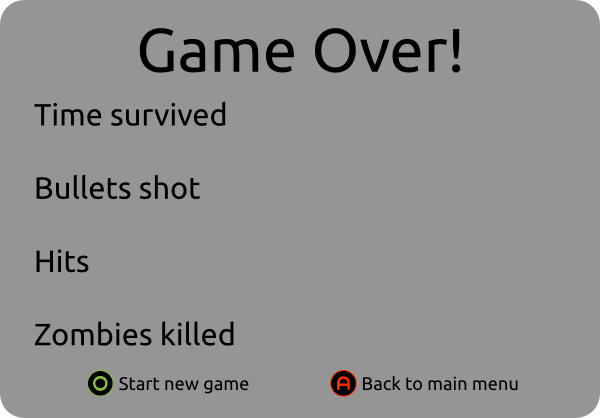 Game Over!
Time survived
Bullets shot
Hits
Zombies killed
O Start new game A Back to main menu